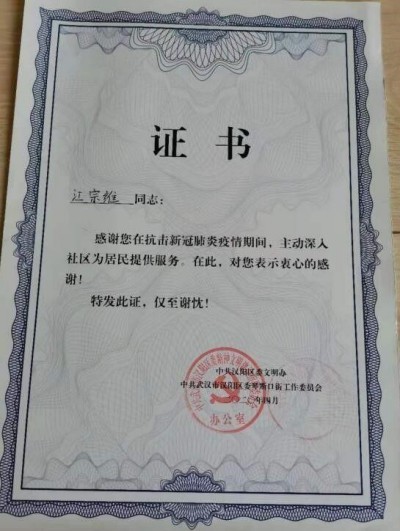 证书
江宗维 同志:
感谢您在抗击新冠肺炎疫情期间,主动深入
社区为居民提供服务。在此,对您表示衷心的感
谢!
特发此证,仅至谢忱!
中共汉阳区委文明办
中共武汉市汉阳区委琴断口街工作委员会
二〇二〇年四月
办公室